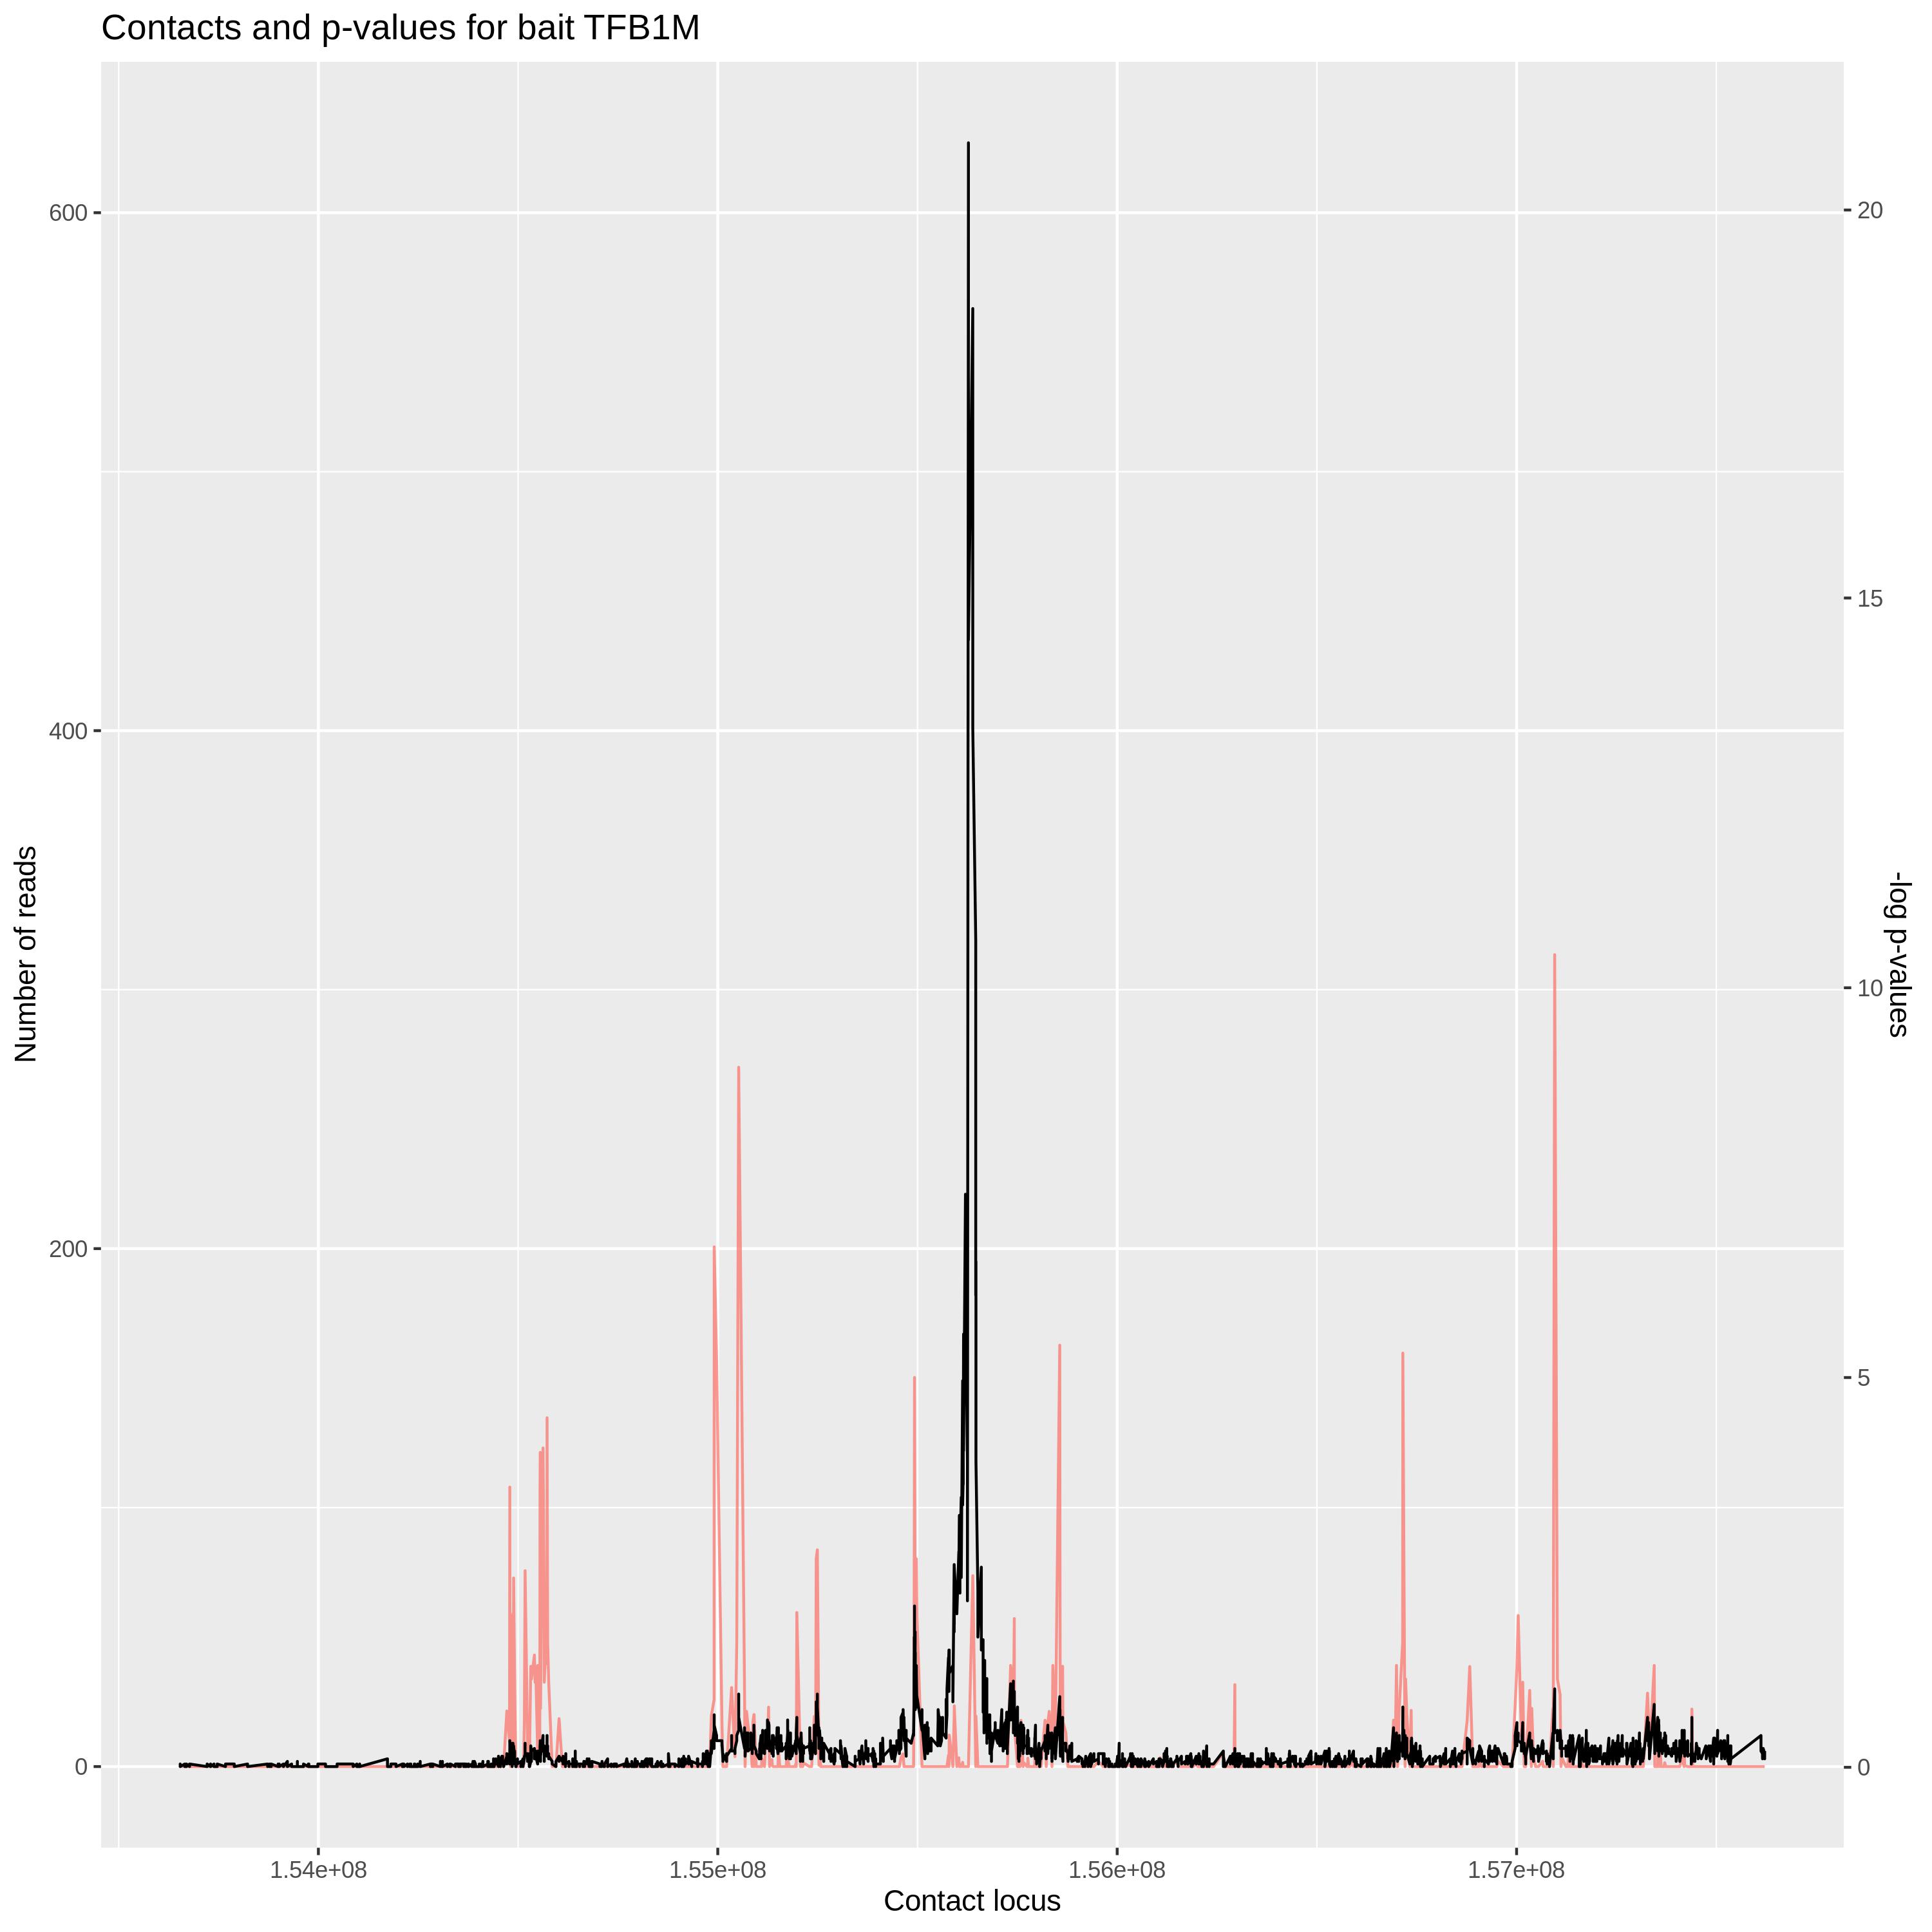 Contacts and p-values for bait TFB1M
Number of reads
600
400
200
0
20
15
10
5
0
-log p-values
1.54e+08
1.55e+08
1.56e+08
1.57e+08
Contact locus